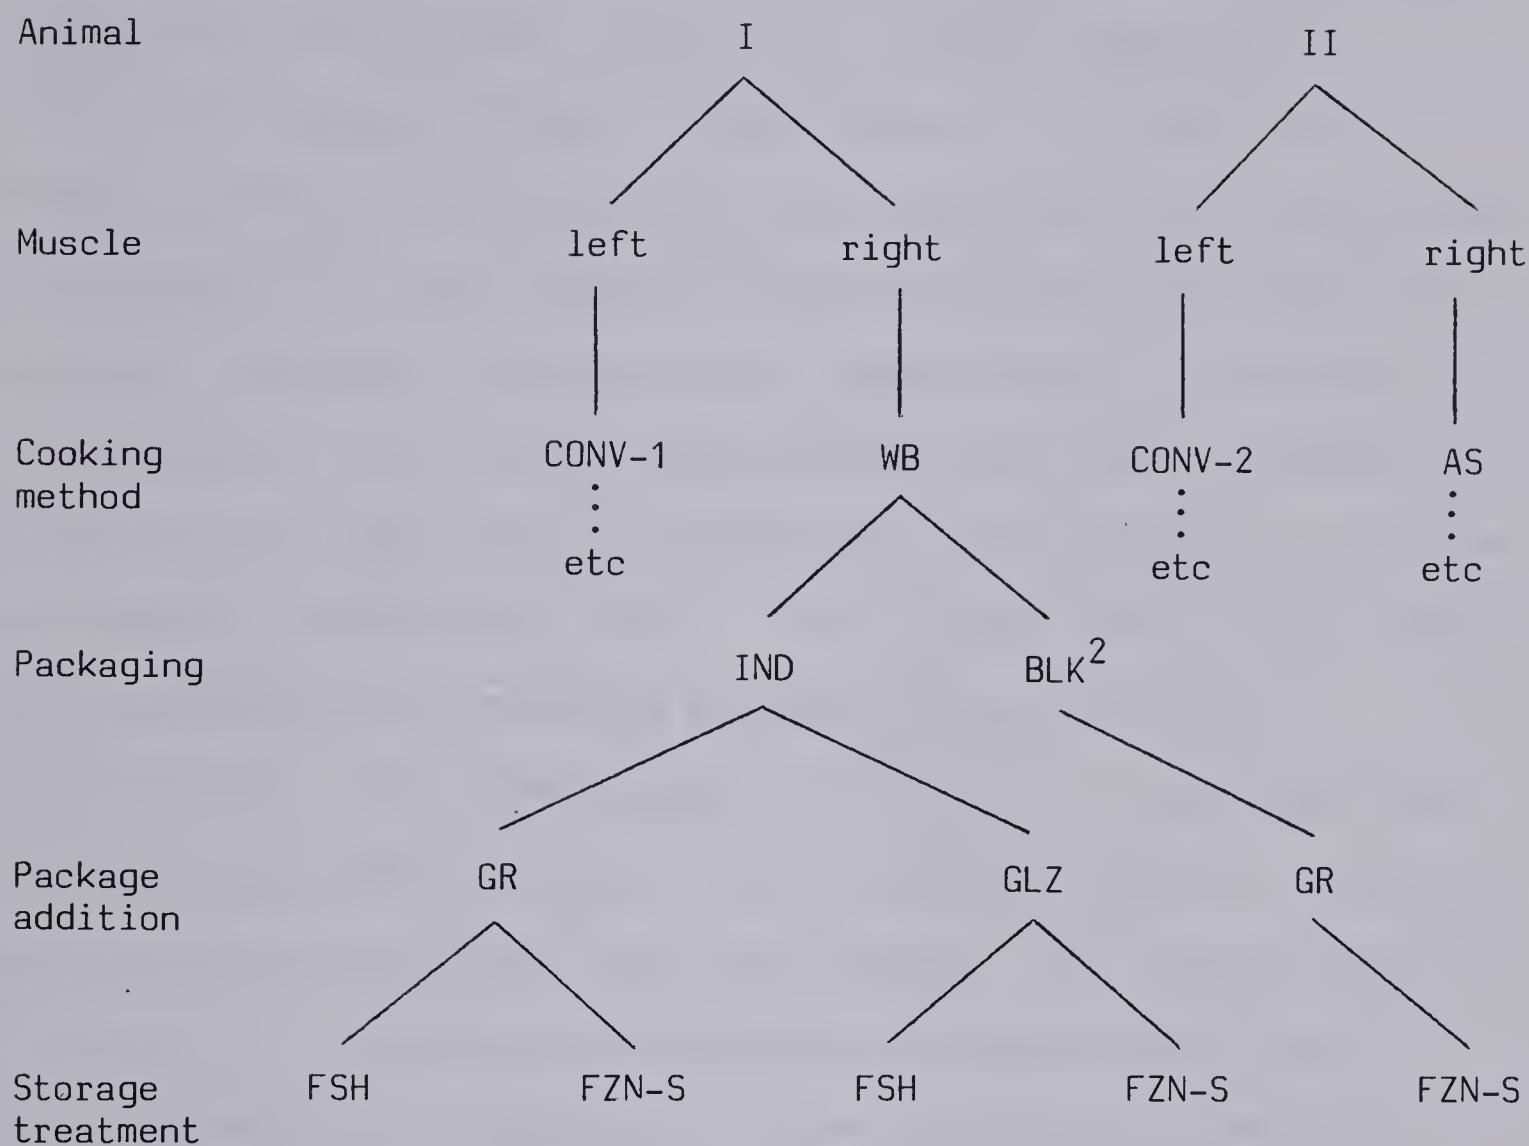 Animal I II
Muscle left right left right
Cooking CONV-1 WB CONV-2 AS
method
etc etc etc
Packaging IND BLK²
Package GR GLZ GR
addition
Storage FSH FZN-S FSH FZN-S FZN-S
treatment